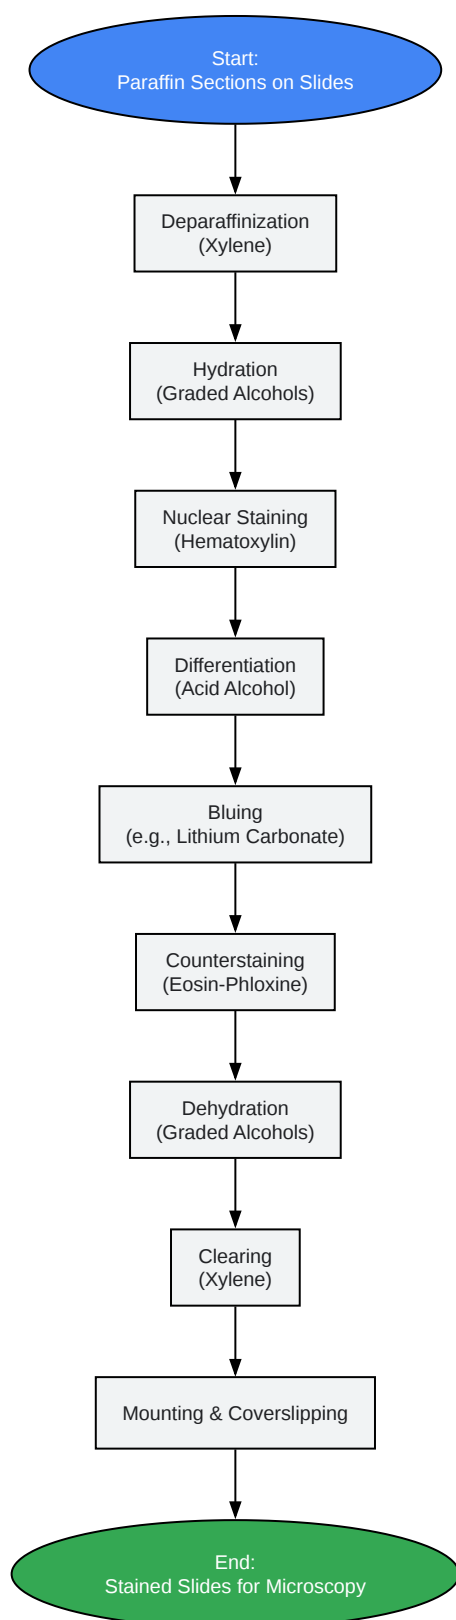 Start:
Paraffin Sections on Slides
Deparaffinization
(Xylene)
Hydration
(Graded Alcohols)
Nuclear Staining
(Hematoxylin)
Differentiation
(Acid Alcohol)
Bluing
(e.g., Lithium Carbonate)
Counterstaining
(Eosin-Phloxine)
Dehydration
(Graded Alcohols)
Clearing
(Xylene)
Mounting & Coverslipping
End:
Stained Slides for Microscopy